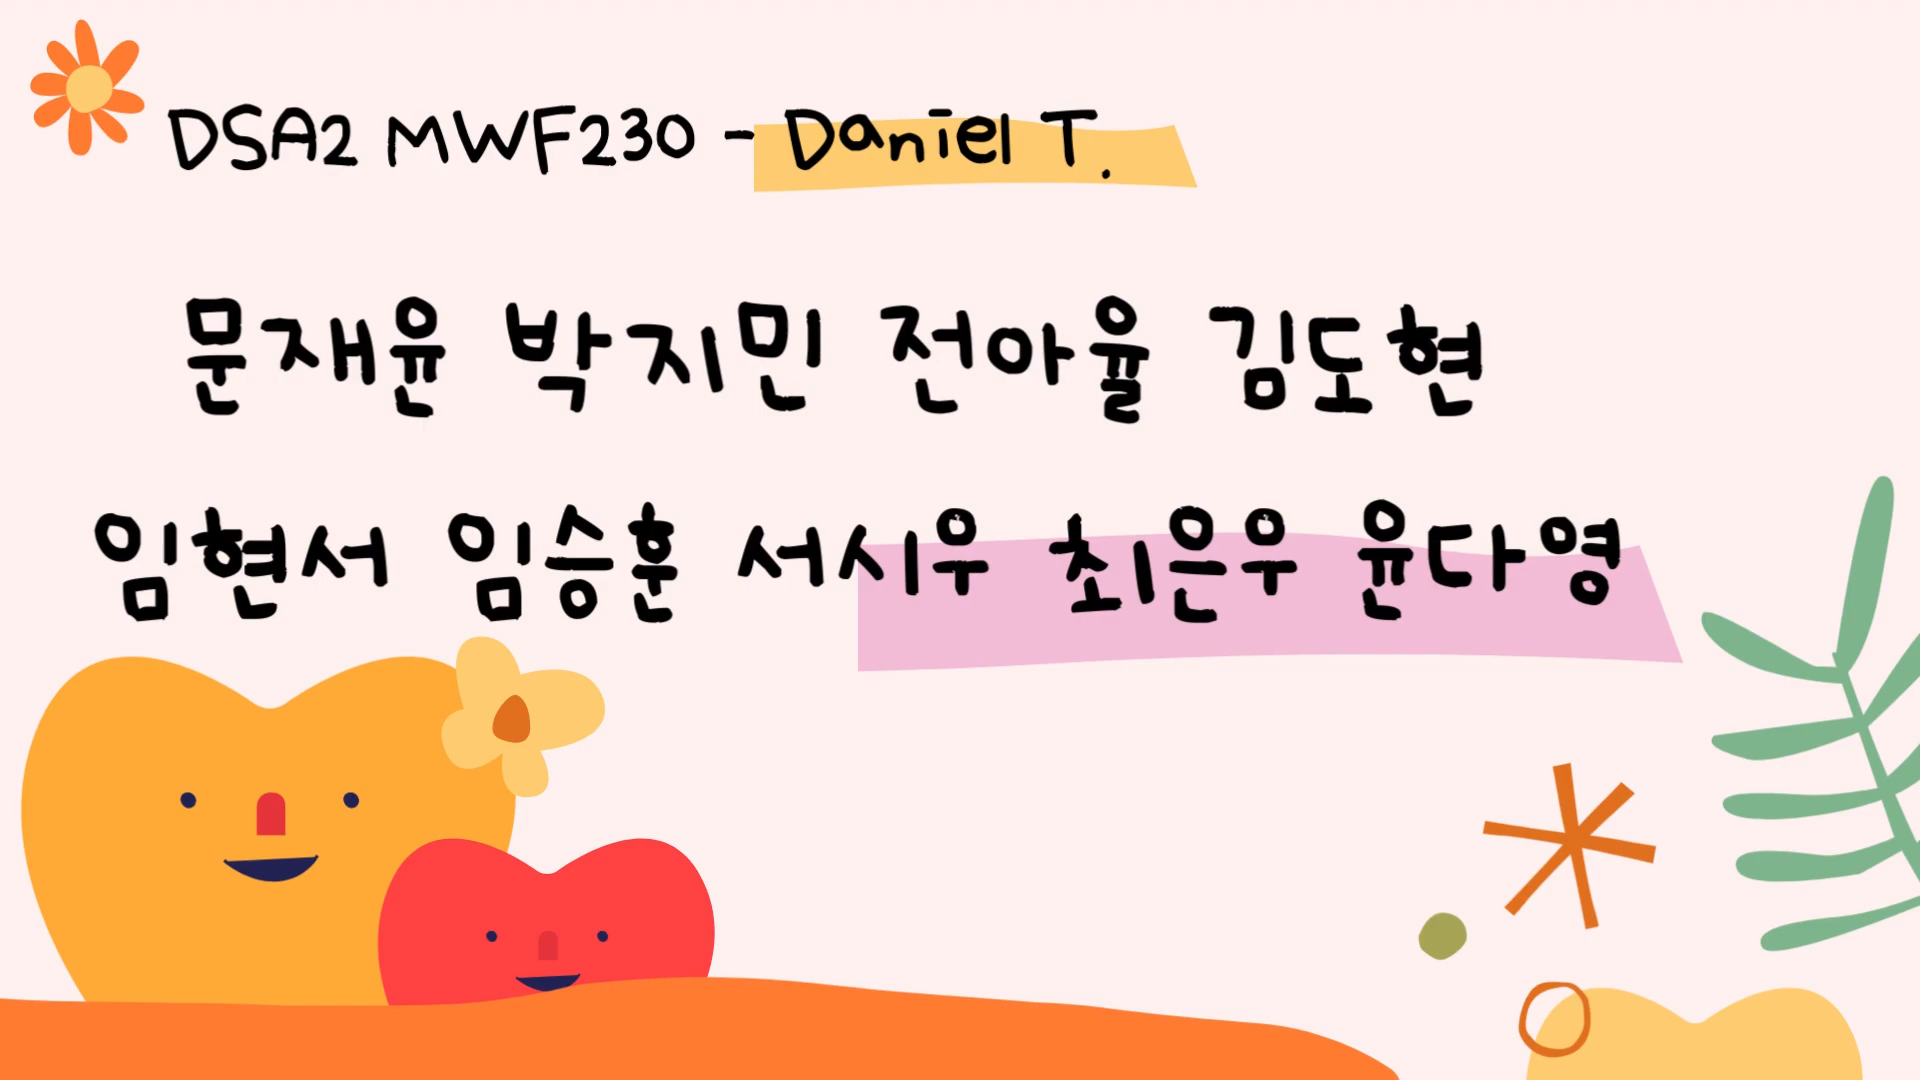 DSA2 MWF230 - Daniel T.
문재윤 박지민 전아율 김도현
임현서 임승훈 서시우 최은우 윤다영